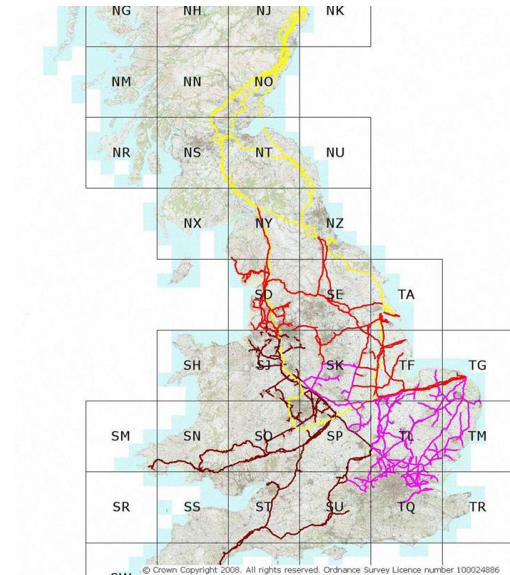 NG NH NJ NK
NM NN NO
NR NS NT NU
NX NY NZ
SD SE TA
SH SJ SK TF TG
SM SN SO SP TL TM
SR SS ST SU TQ TR
SW
© Crown Copyright 2008. All rights reserved. Ordnance Survey Licence number 100024886